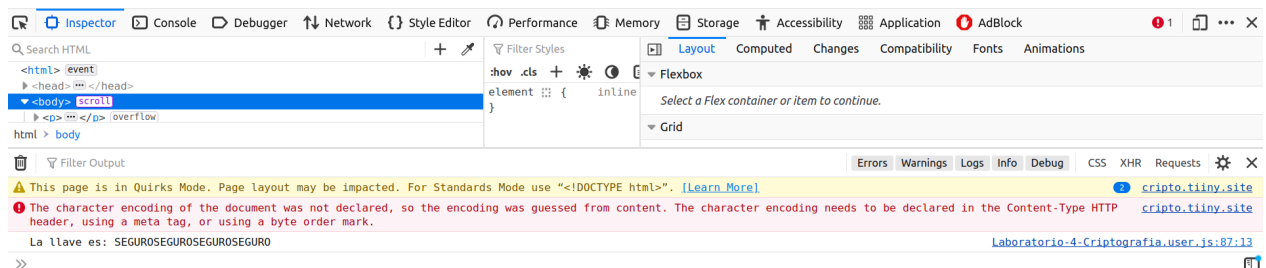 Inspector Console Debugger Network Style Editor Performance Memory Storage Accessibility Application AdBlock 1
Search HTML
<html> event
<head> ... </head>
<body> scroll
<p> ... </p> overflow
html > body
Filter Styles
:hov .cls
element { inline
}
Layout Computed Changes Compatibility Fonts Animations
Flexbox
Select a Flex container or item to continue.
Grid
Filter Output Errors Warnings Logs Info Debug CSS XHR Requests
This page is in Quirks Mode. Page layout may be impacted. For Standards Mode use “<!DOCTYPE html>”. [Learn More] 2 cripto.tiiny.site
The character encoding of the document was not declared, so the encoding was guessed from content. The character encoding needs to be declared in the Content-Type HTTP cripto.tiiny.site
header, using a meta tag, or using a byte order mark.
La llave es: SEGUROSEGUROSEGUROSEGURO Laboratorio-4-Criptografia.user.js:87:13